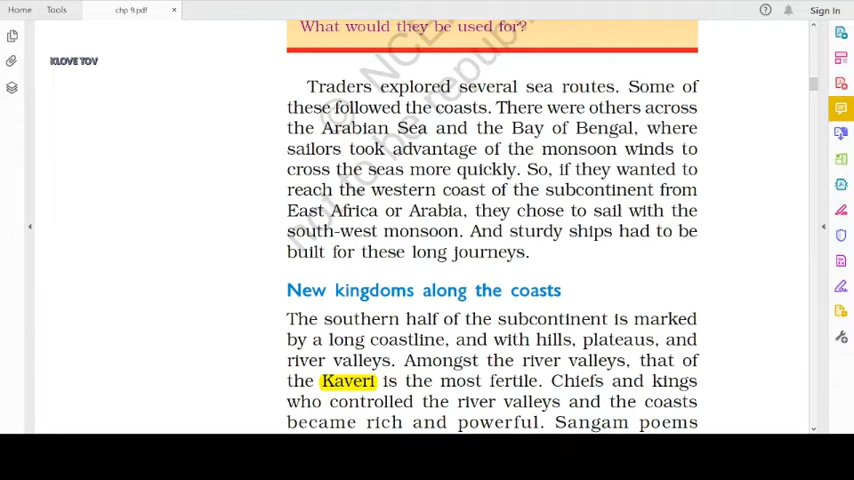 Home Tools chp 9.pdf × Sign In
What would they be used for?
KLOVE TOV
Traders explored several sea routes. Some of
these followed the coasts. There were others across
the Arabian Sea and the Bay of Bengal, where
sailors took advantage of the monsoon winds to
cross the seas more quickly. So, if they wanted to
reach the western coast of the subcontinent from
East Africa or Arabia, they chose to sail with the
south-west monsoon. And sturdy ships had to be
built for these long journeys.
New kingdoms along the coasts
The southern half of the subcontinent is marked
by a long coastline, and with hills, plateaus, and
river valleys. Amongst the river valleys, that of
the Kaveri is the most fertile. Chiefs and kings
who controlled the river valleys and the coasts
became rich and powerful. Sangam poems
© NCE
not to be republ